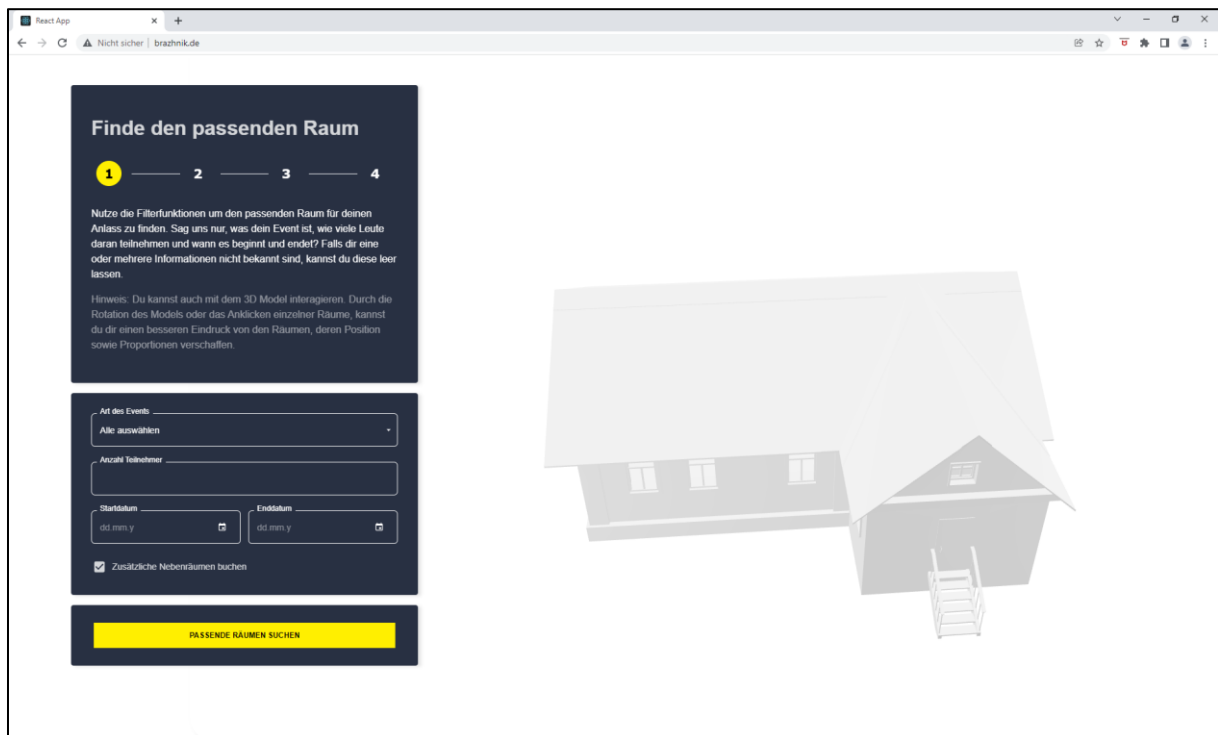 React App
Nicht sicher | brazhnik.de
Finde den passenden Raum
1 2 3 4
Nutze die Filterfunktionen um den passenden Raum für deinen
Anlass zu finden. Sag uns nur, was dein Event ist, wie viele Leute
daran teilnehmen und wann es beginnt und endet? Falls dir eine
oder mehrere Informationen nicht bekannt sind, kannst du diese leer
lassen.
Hinweis: Du kannst auch mit dem 3D Model interagieren. Durch die
Rotation des Models oder das Anklicken einzelner Räume, kannst
du dir einen besseren Eindruck von den Räumen, deren Position
sowie Proportionen verschaffen.
Art des Events
Alle auswählen
Anzahl Teilnehmer
Startdatum Enddatum
dd.mm.y dd.mm.y
Zusätzliche Nebenräumen buchen
PASSENDE RÄUMEN SUCHEN